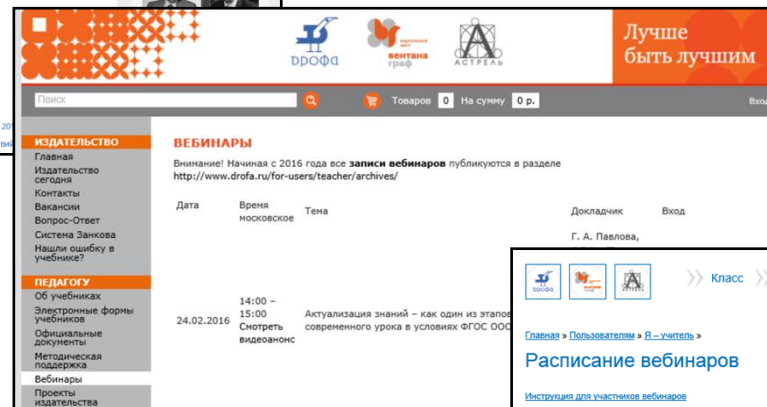 дрофа
издательский
центр
вентана
граф
АСТРЕЛЬ
Лучше
быть лучшим
Поиск
Товаров 0 На сумму 0 р.
Вход
201
ИЗДАТЕЛЬСТВО
Главная
Издательство
сегодня
Контакты
Вакансии
Вопрос-Ответ
Система Занкова
Нашли ошибку в
учебнике?
ПЕДАГОГУ
Об учебниках
Электронные формы
учебников
Официальные
документы
Методическая
поддержка
Вебинары
Проекты
издательства
ВЕБИНАРЫ
Внимание! Начиная с 2016 года все записи вебинаров публикуются в разделе
http://www.drofa.ru/for-users/teacher/archives/
Дата
Время
московское
Тема
Докладчик
Вход
Г. А. Павлова,
24.02.2016
14:00 –
15:00
Смотреть
видеоанонс
Актуализация знаний – как один из этапов
современного урока в условиях ФГОС ООО
дрофа
Класс
Главная » Пользователям » Я – учитель »
Расписание вебинаров
Инструкция для участников вебинаров